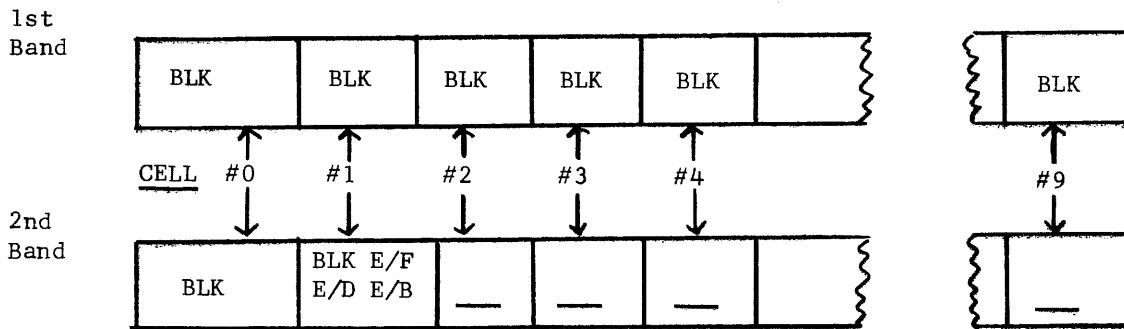 1st
Band
BLK BLK BLK BLK BLK BLK
CELL #0 #1 #2 #3 #4 #9
2nd
Band
BLK BLK E/F
E/D E/B